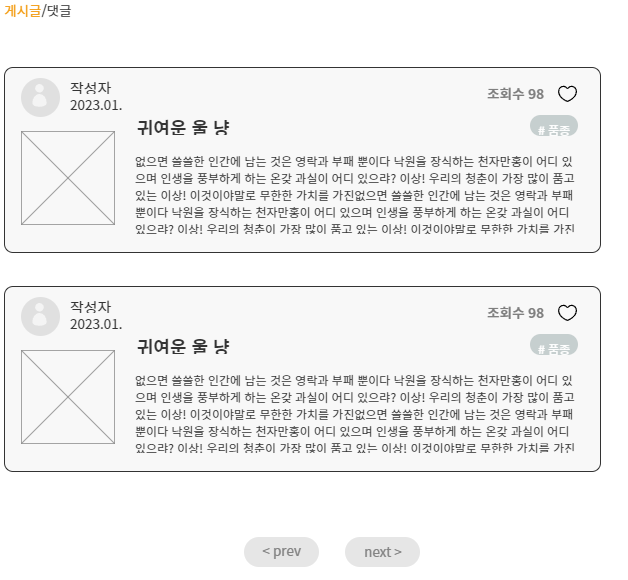 게시글/댓글
작성자
2023.01.
조회수 98
귀여운 울 냥
# 품종
없으면 쓸쓸한 인간에 남는 것은 영락과 부패 뿐이다 낙원을 장식하는 천자만홍이 어디 있
으며 인생을 풍부하게 하는 온갖 과실이 어디 있으랴? 이상! 우리의 청춘이 가장 많이 품고
있는 이상! 이것이야말로 무한한 가치를 가진없으면 쓸쓸한 인간에 남는 것은 영락과 부패
뿐이다 낙원을 장식하는 천자만홍이 어디 있으며 인생을 풍부하게 하는 온갖 과실이 어디
있으랴? 이상! 우리의 청춘이 가장 많이 품고 있는 이상! 이것이야말로 무한한 가치를 가진
작성자
2023.01.
조회수 98
귀여운 울 냥
# 품종
없으면 쓸쓸한 인간에 남는 것은 영락과 부패 뿐이다 낙원을 장식하는 천자만홍이 어디 있
으며 인생을 풍부하게 하는 온갖 과실이 어디 있으랴? 이상! 우리의 청춘이 가장 많이 품고
있는 이상! 이것이야말로 무한한 가치를 가진없으면 쓸쓸한 인간에 남는 것은 영락과 부패
뿐이다 낙원을 장식하는 천자만홍이 어디 있으며 인생을 풍부하게 하는 온갖 과실이 어디
있으랴? 이상! 우리의 청춘이 가장 많이 품고 있는 이상! 이것이야말로 무한한 가치를 가진
< prev
next >